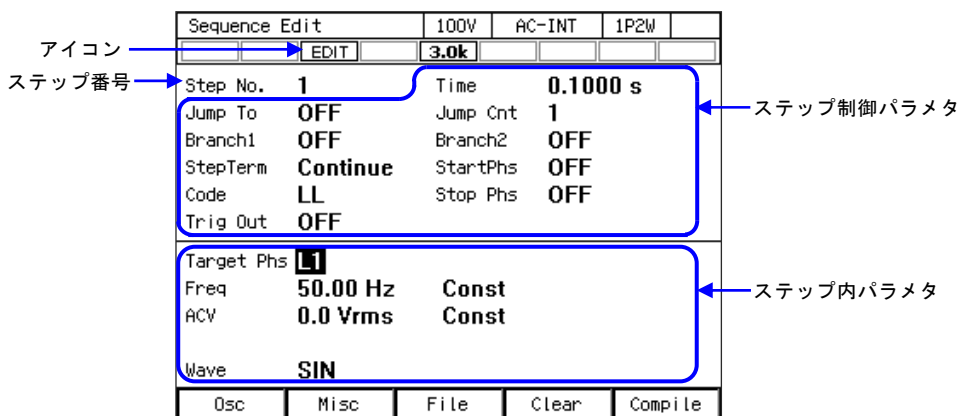 Sequence Edit 100V AC-INT 1P2W
アイコン EDIT 3.0k
ステップ番号 Step No. 1 Time 0.1000 s
Jump To OFF Jump Cnt 1 ステップ制御パラメタ
Branch1 OFF Branch2 OFF
StepTerm Continue StartPhs OFF
Code LL Stop Phs OFF
Trig Out OFF
Target Phs L1
Freq 50.00 Hz Const ステップ内パラメタ
ACV 0.0 Vrms Const
Wave SIN
Osc Misc File Clear Compile